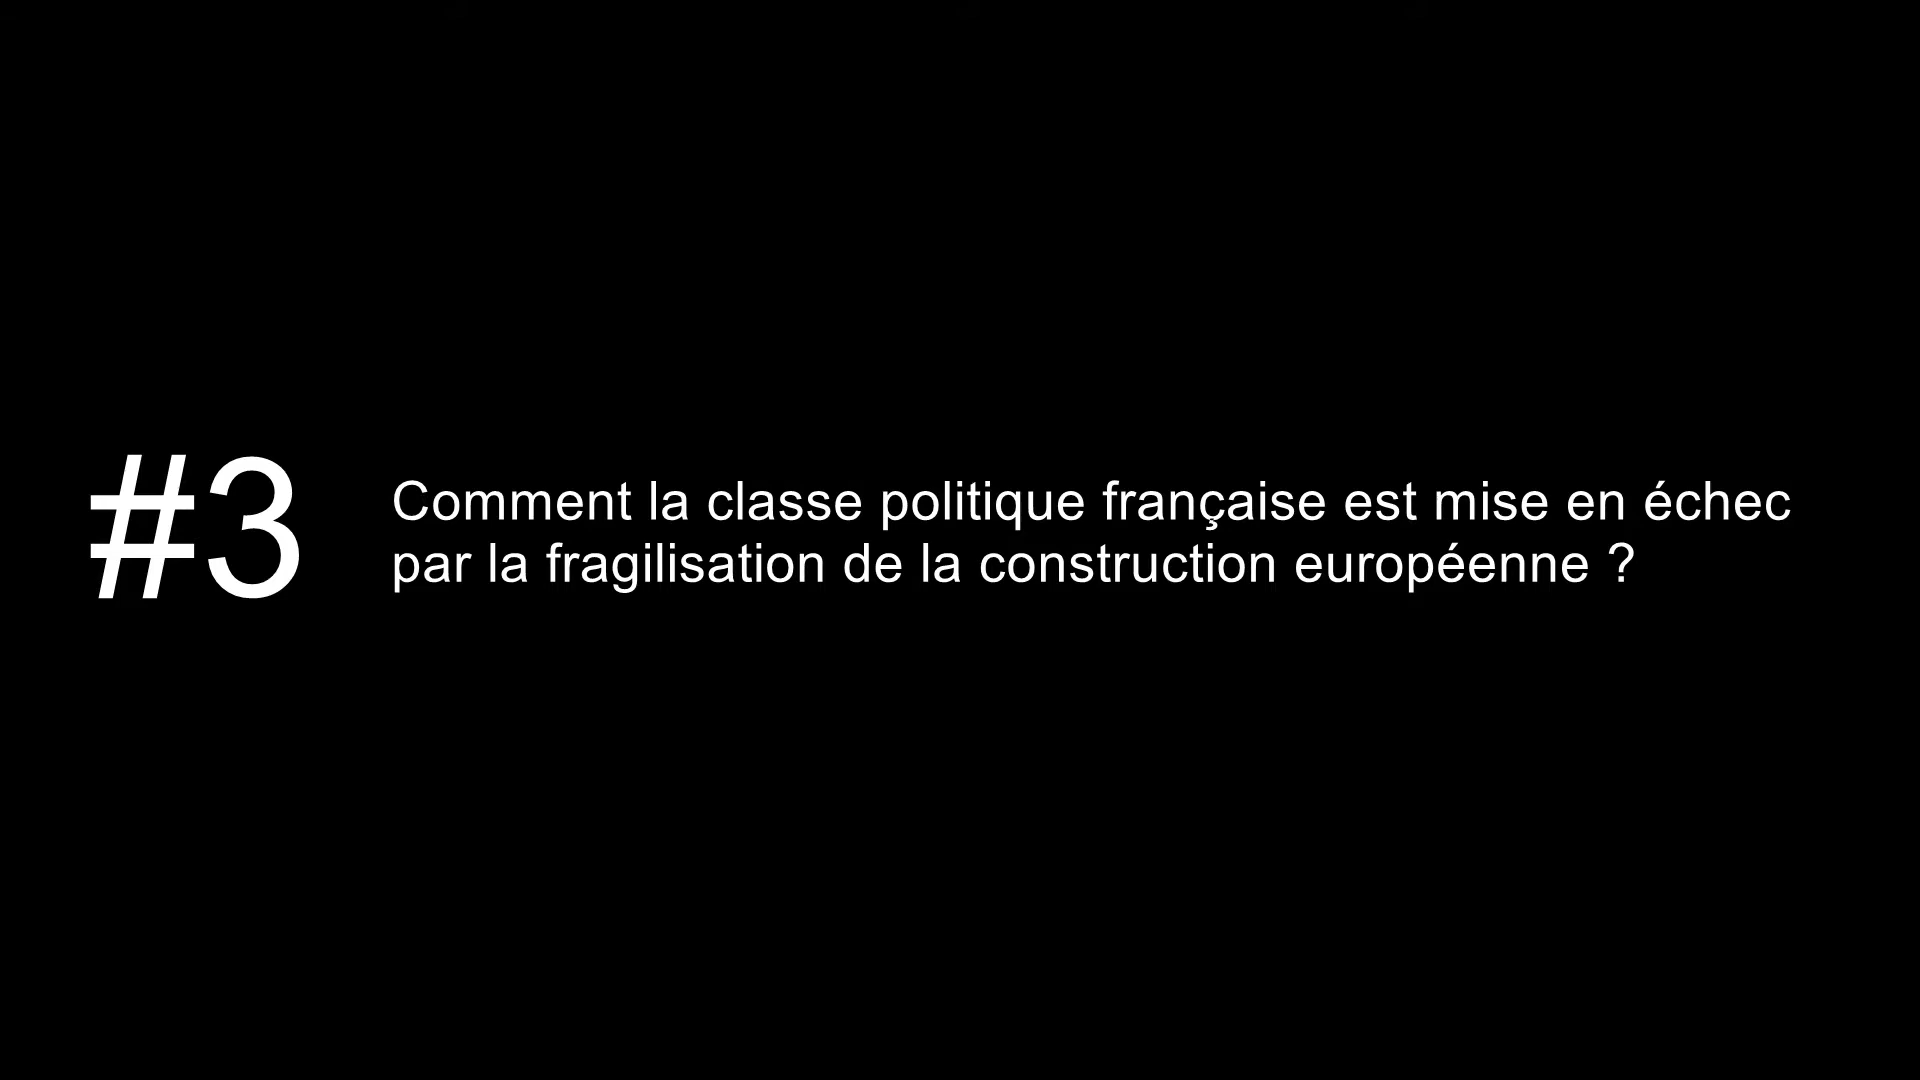 #3
Comment la classe politique française est mise en échec
par la fragilisation de la construction européenne ?